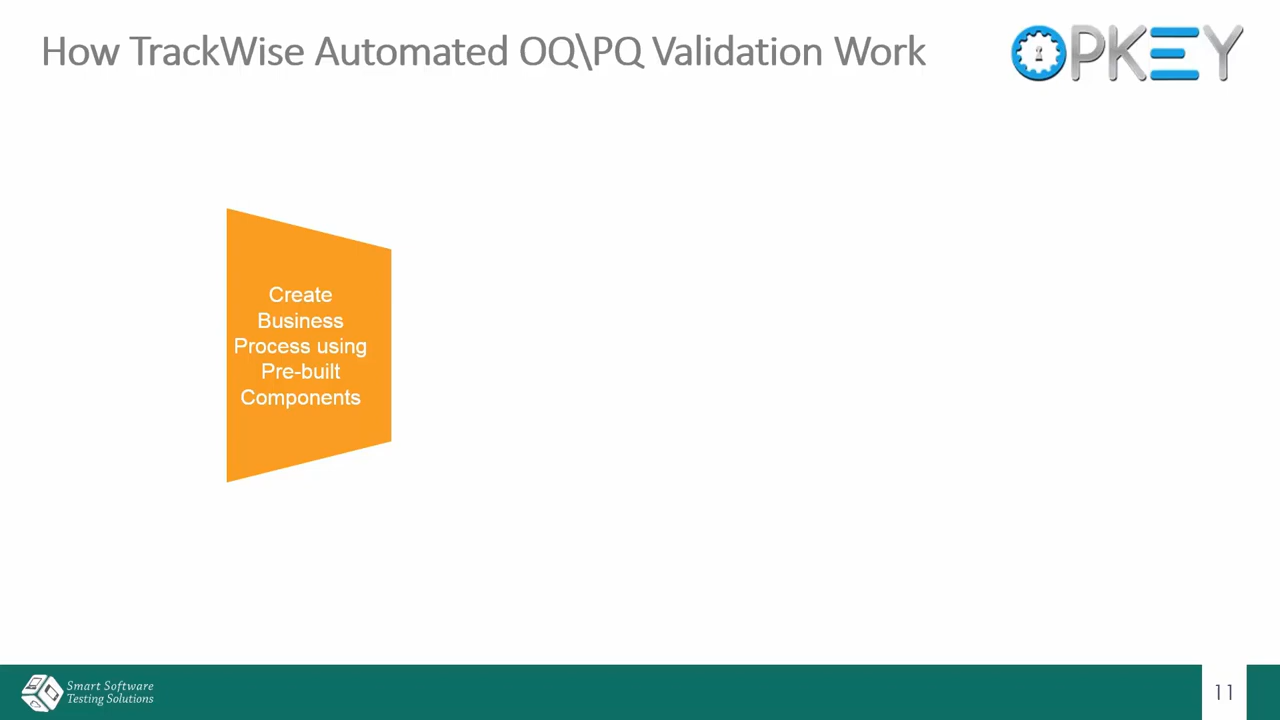 How TrackWise Automated OQ\PQ Validation Work
OPKEY
Create
Business
Process using
Pre-built
Components
Smart Software
Testing Solutions
11